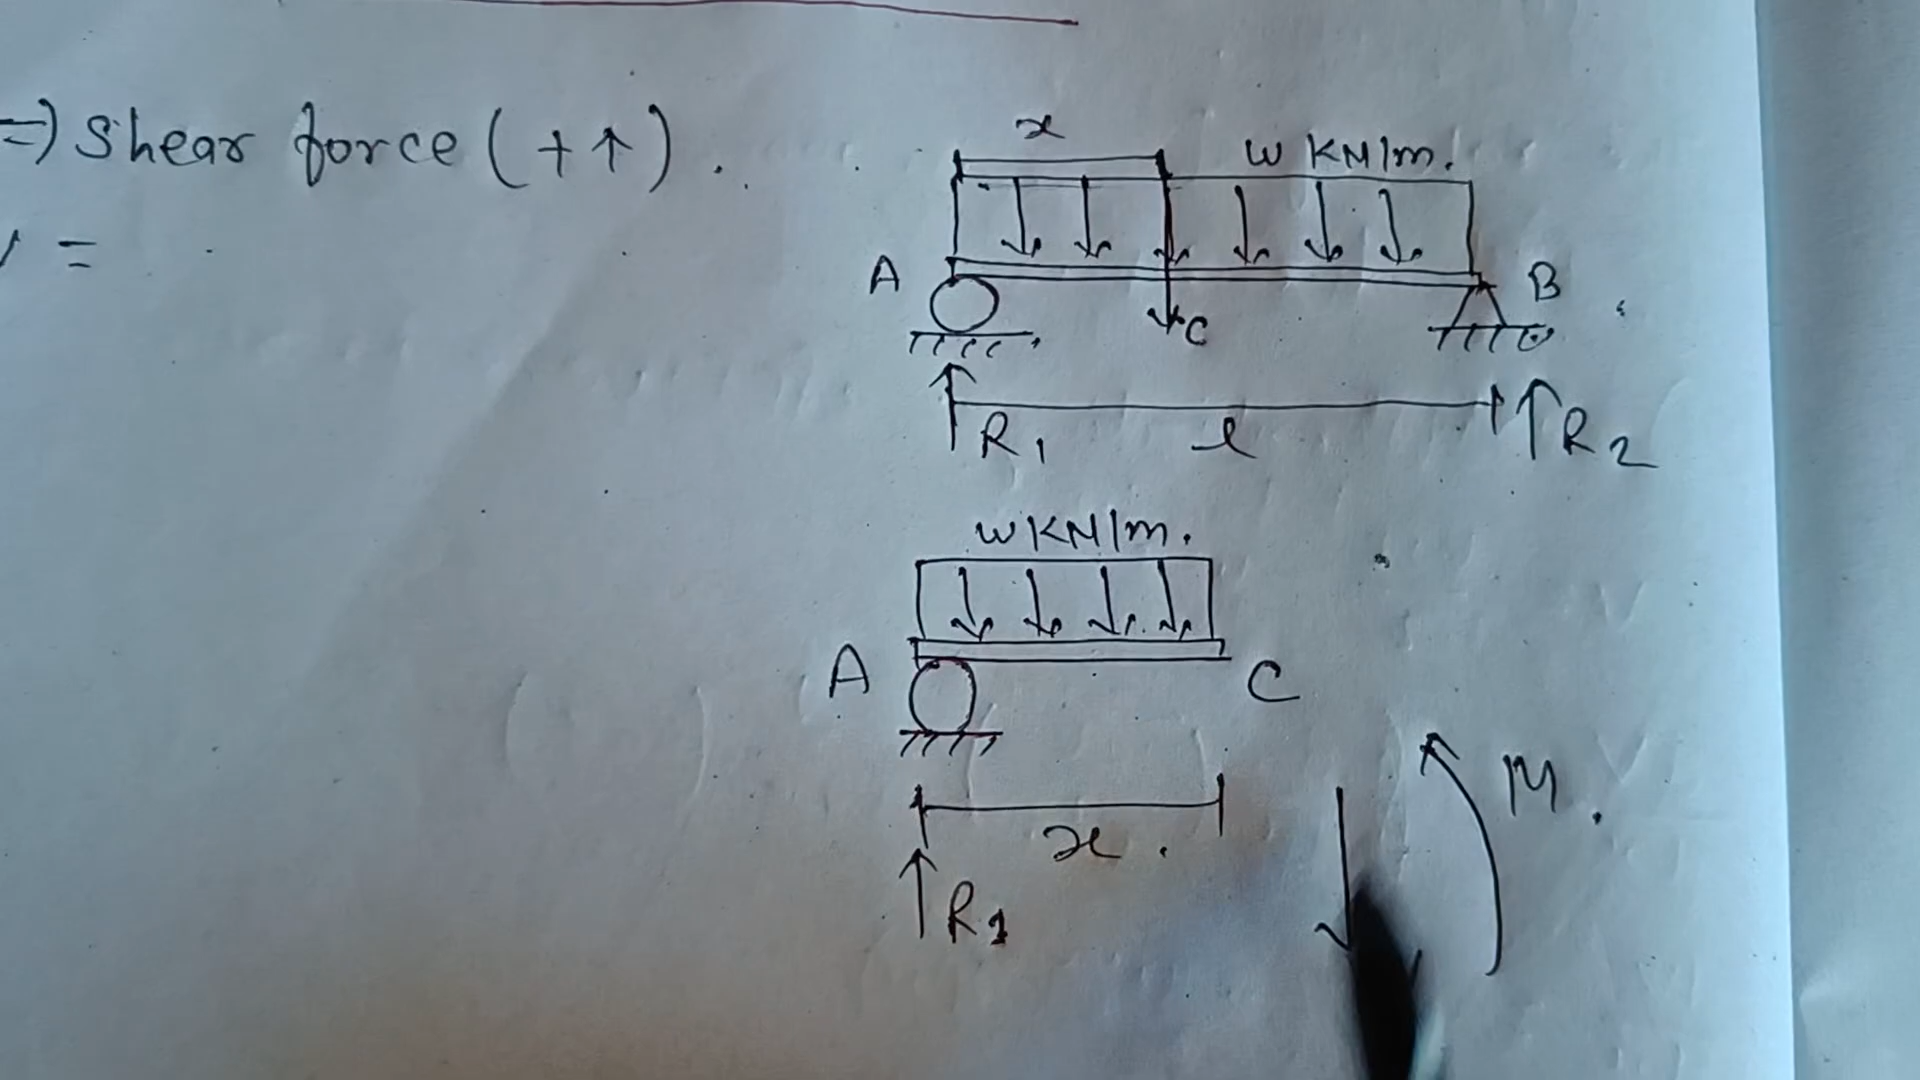 =) Shear force ( + ↑ ) .
V =
x
w KN/m.
A
B
C
R1
l
R2
w KN/m.
A
C
x .
R1
M .